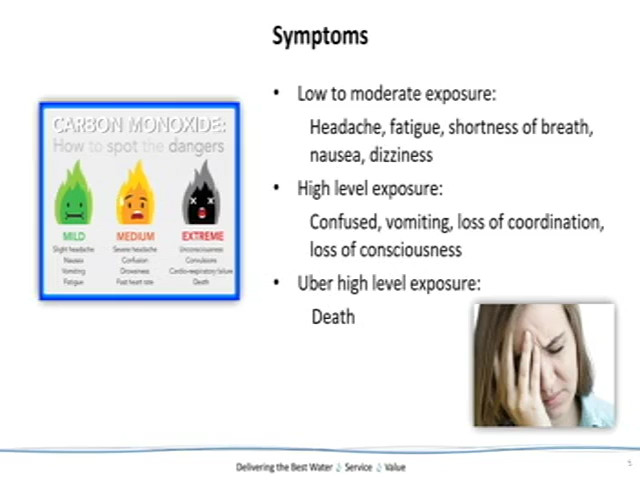 Symptoms
CARBON MONOXIDE:
How to spot the dangers
MILD
Slight headache
Nausea
Vomiting
Fatigue
MEDIUM
Severe headache
Confusion
Drowsiness
Fast heart rate
EXTREME
Unconsciousness
Convulsions
Cardio-respiratory failure
Death
• Low to moderate exposure:
Headache, fatigue, shortness of breath,
nausea, dizziness
• High level exposure:
Confused, vomiting, loss of coordination,
loss of consciousness
• Uber high level exposure:
Death
Delivering the Best Water Service Value